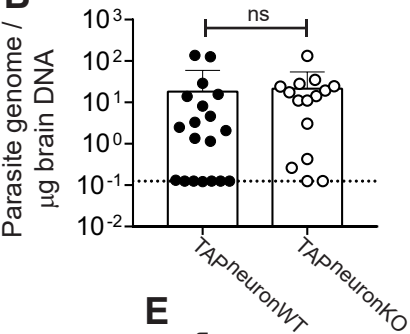 ns
Parasite genome /
µg brain DNA
10³
10²
10¹
10⁰
10⁻¹
10⁻²
TAPneuronWT
TAPneuronKO
E